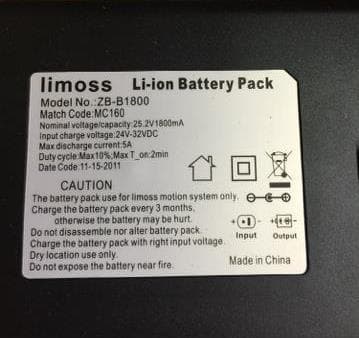 limoss Li-ion Battery Pack
Model No.:ZB-B1800
Match Code:MC160
Nominal voltage/capacity:25.2V1800mA
Input charge voltage:24V-32VDC
Max discharge current:5A
Duty cycle:Max10%;Max T_on:2min
Date Code:11-15-2011
CAUTION
The battery pack use for limoss motion system only.
Charge the battery pack every 3 months,
otherwise the battery may be hurt.
Do not disassemble nor alter battery pack.
Charge the battery pack with right input voltage.
Dry location use only.
Do not expose the battery near fire.
Input Output
Made in China